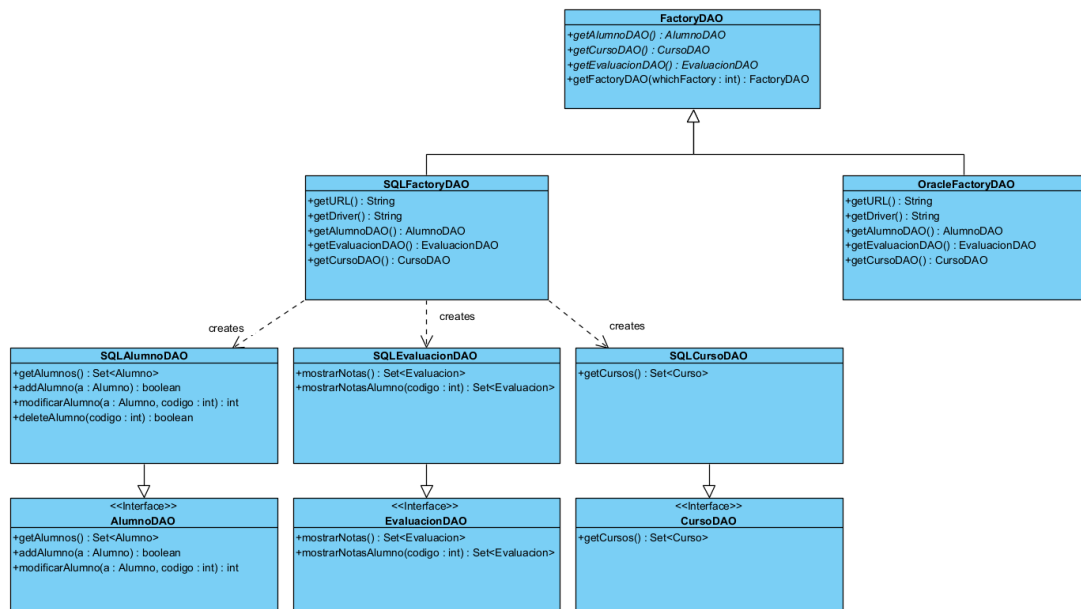 FactoryDAO
+getAlumnoDAO() : AlumnoDAO
+getCursoDAO() : CursoDAO
+getEvaluacionDAO() : EvaluacionDAO
+getFactoryDAO(whichFactory : int) : FactoryDAO
SQLFactoryDAO
+getURL() : String
+getDriver() : String
+getAlumnoDAO() : AlumnoDAO
+getEvaluacionDAO() : EvaluacionDAO
+getCursoDAO() : CursoDAO
OracleFactoryDAO
+getURL() : String
+getDriver() : String
+getAlumnoDAO() : AlumnoDAO
+getEvaluacionDAO() : EvaluacionDAO
+getCursoDAO() : CursoDAO
creates
creates
creates
SQLAlumnoDAO
+getAlumnos() : Set<Alumno>
+addAlumno(a : Alumno) : boolean
+modificarAlumno(a : Alumno, codigo : int) : int
+deleteAlumno(codigo : int) : boolean
SQLEvaluacionDAO
+mostrarNotas() : Set<Evaluacion>
+mostrarNotasAlumno(codigo : int) : Set<Evaluacion>
SQLCursoDAO
+getCursos() : Set<Curso>
<<Interface>>
AlumnoDAO
+getAlumnos() : Set<Alumno>
+addAlumno(a : Alumno) : boolean
+modificarAlumno(a : Alumno, codigo : int) : int
<<Interface>>
EvaluacionDAO
+mostrarNotas() : Set<Evaluacion>
+mostrarNotasAlumno(codigo : int) : Set<Evaluacion>
<<Interface>>
CursoDAO
+getCursos() : Set<Curso>